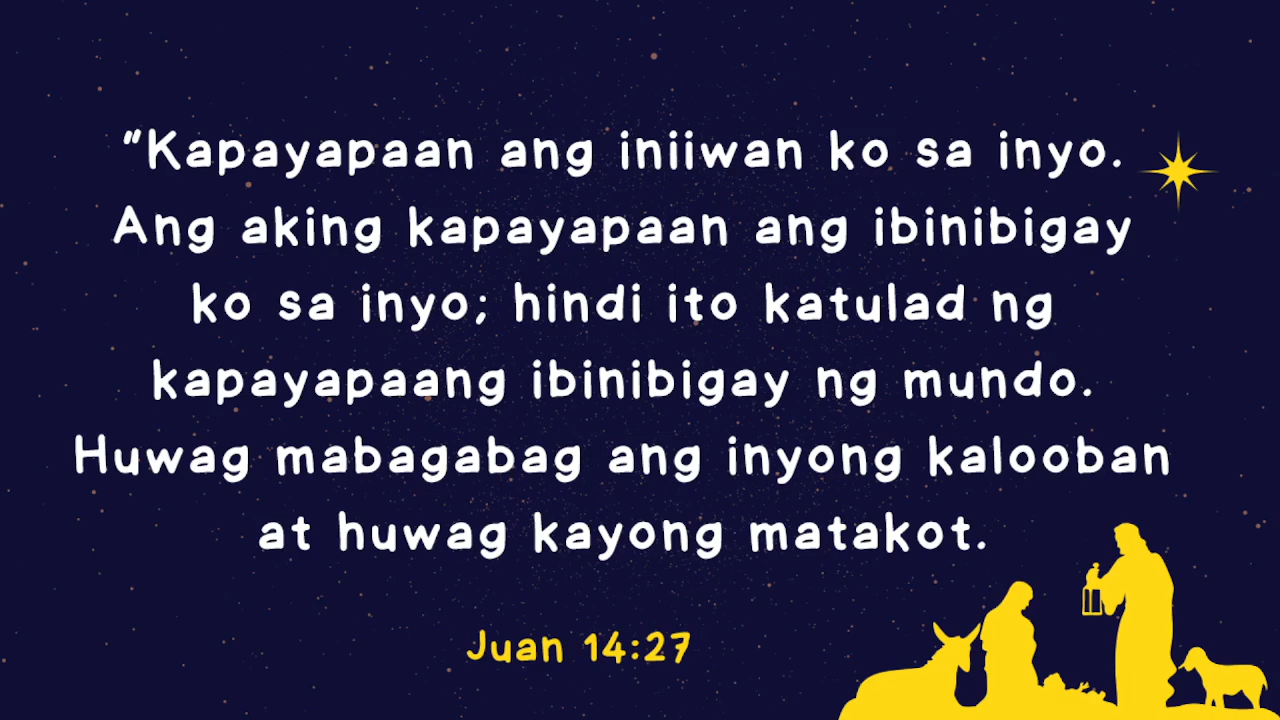 "Kapayapaan ang iniiwan ko sa inyo.
Ang aking kapayapaan ang ibinibigay
ko sa inyo; hindi ito katulad ng
kapayapaang ibinibigay ng mundo.
Huwag mabagabag ang inyong kalooban
at huwag kayong matakot.
Juan 14:27